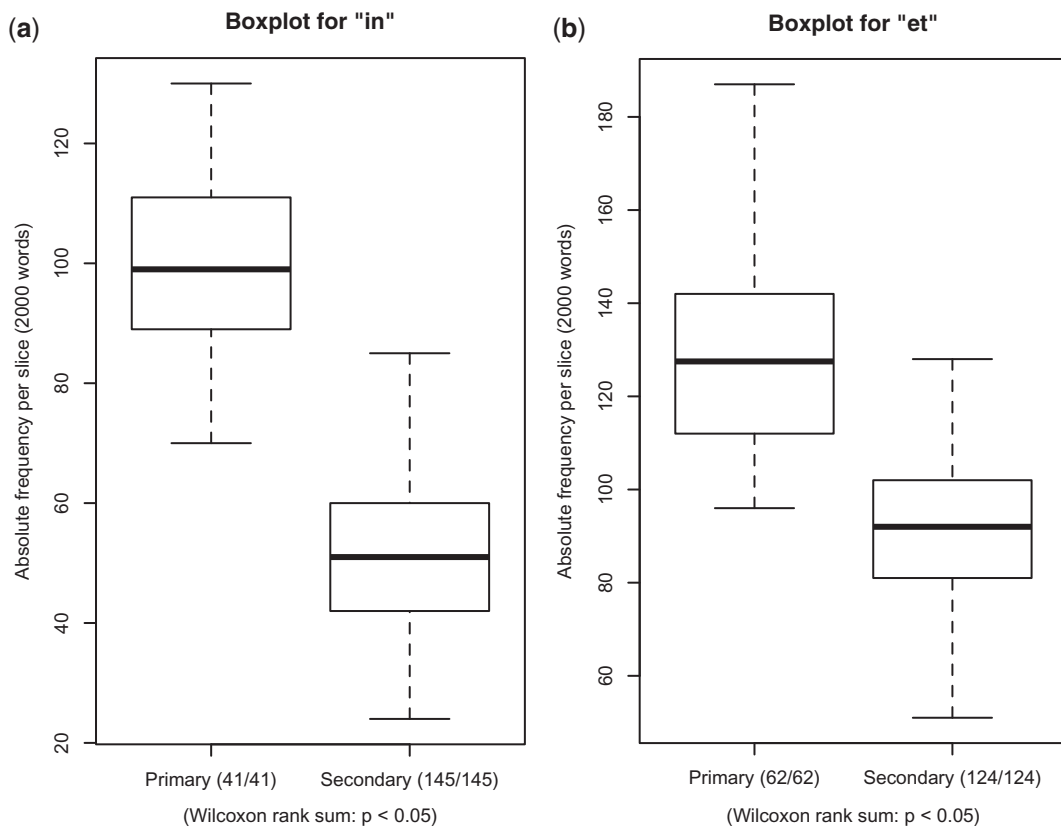 (a)
Boxplot for "in"
Absolute frequency per slice (2000 words)
120
100
80
60
40
20
Primary (41/41) Secondary (145/145)
(Wilcoxon rank sum: p < 0.05)
(b)
Boxplot for "et"
Absolute frequency per slice (2000 words)
180
160
140
120
100
80
60
Primary (62/62) Secondary (124/124)
(Wilcoxon rank sum: p < 0.05)